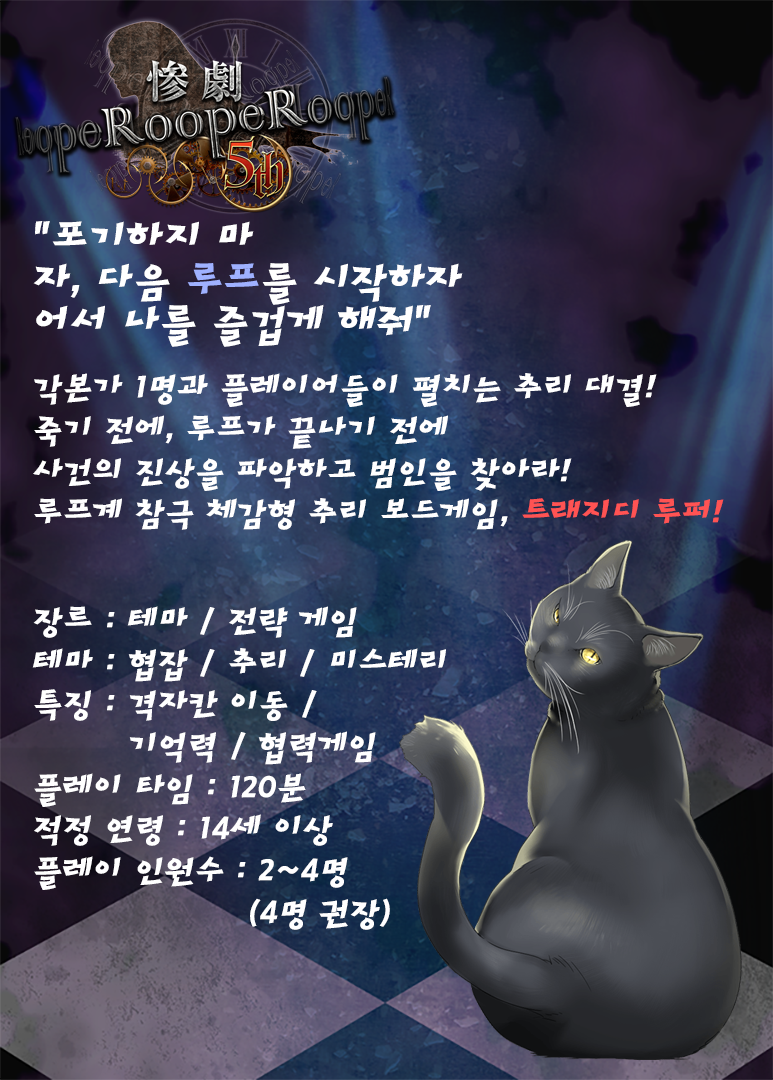 惨劇
RoopeR
5th
"포기하지 마
자, 다음 루프를 시작하자
어서 나를 즐겁게 해줘"
각본가 1명과 플레이어들이 펼치는 추리 대결!
죽기 전에, 루프가 끝나기 전에
사건의 진상을 파악하고 범인을 찾아라!
루프계 참극 체감형 추리 보드게임, 트래지디 루퍼!
장르 : 테마 / 전략 게임
테마 : 협잡 / 추리 / 미스테리
특징 : 격자칸 이동 /
기억력 / 협력게임
플레이 타임 : 120분
적정 연령 : 14세 이상
플레이 인원수 : 2~4명
(4명 권장)